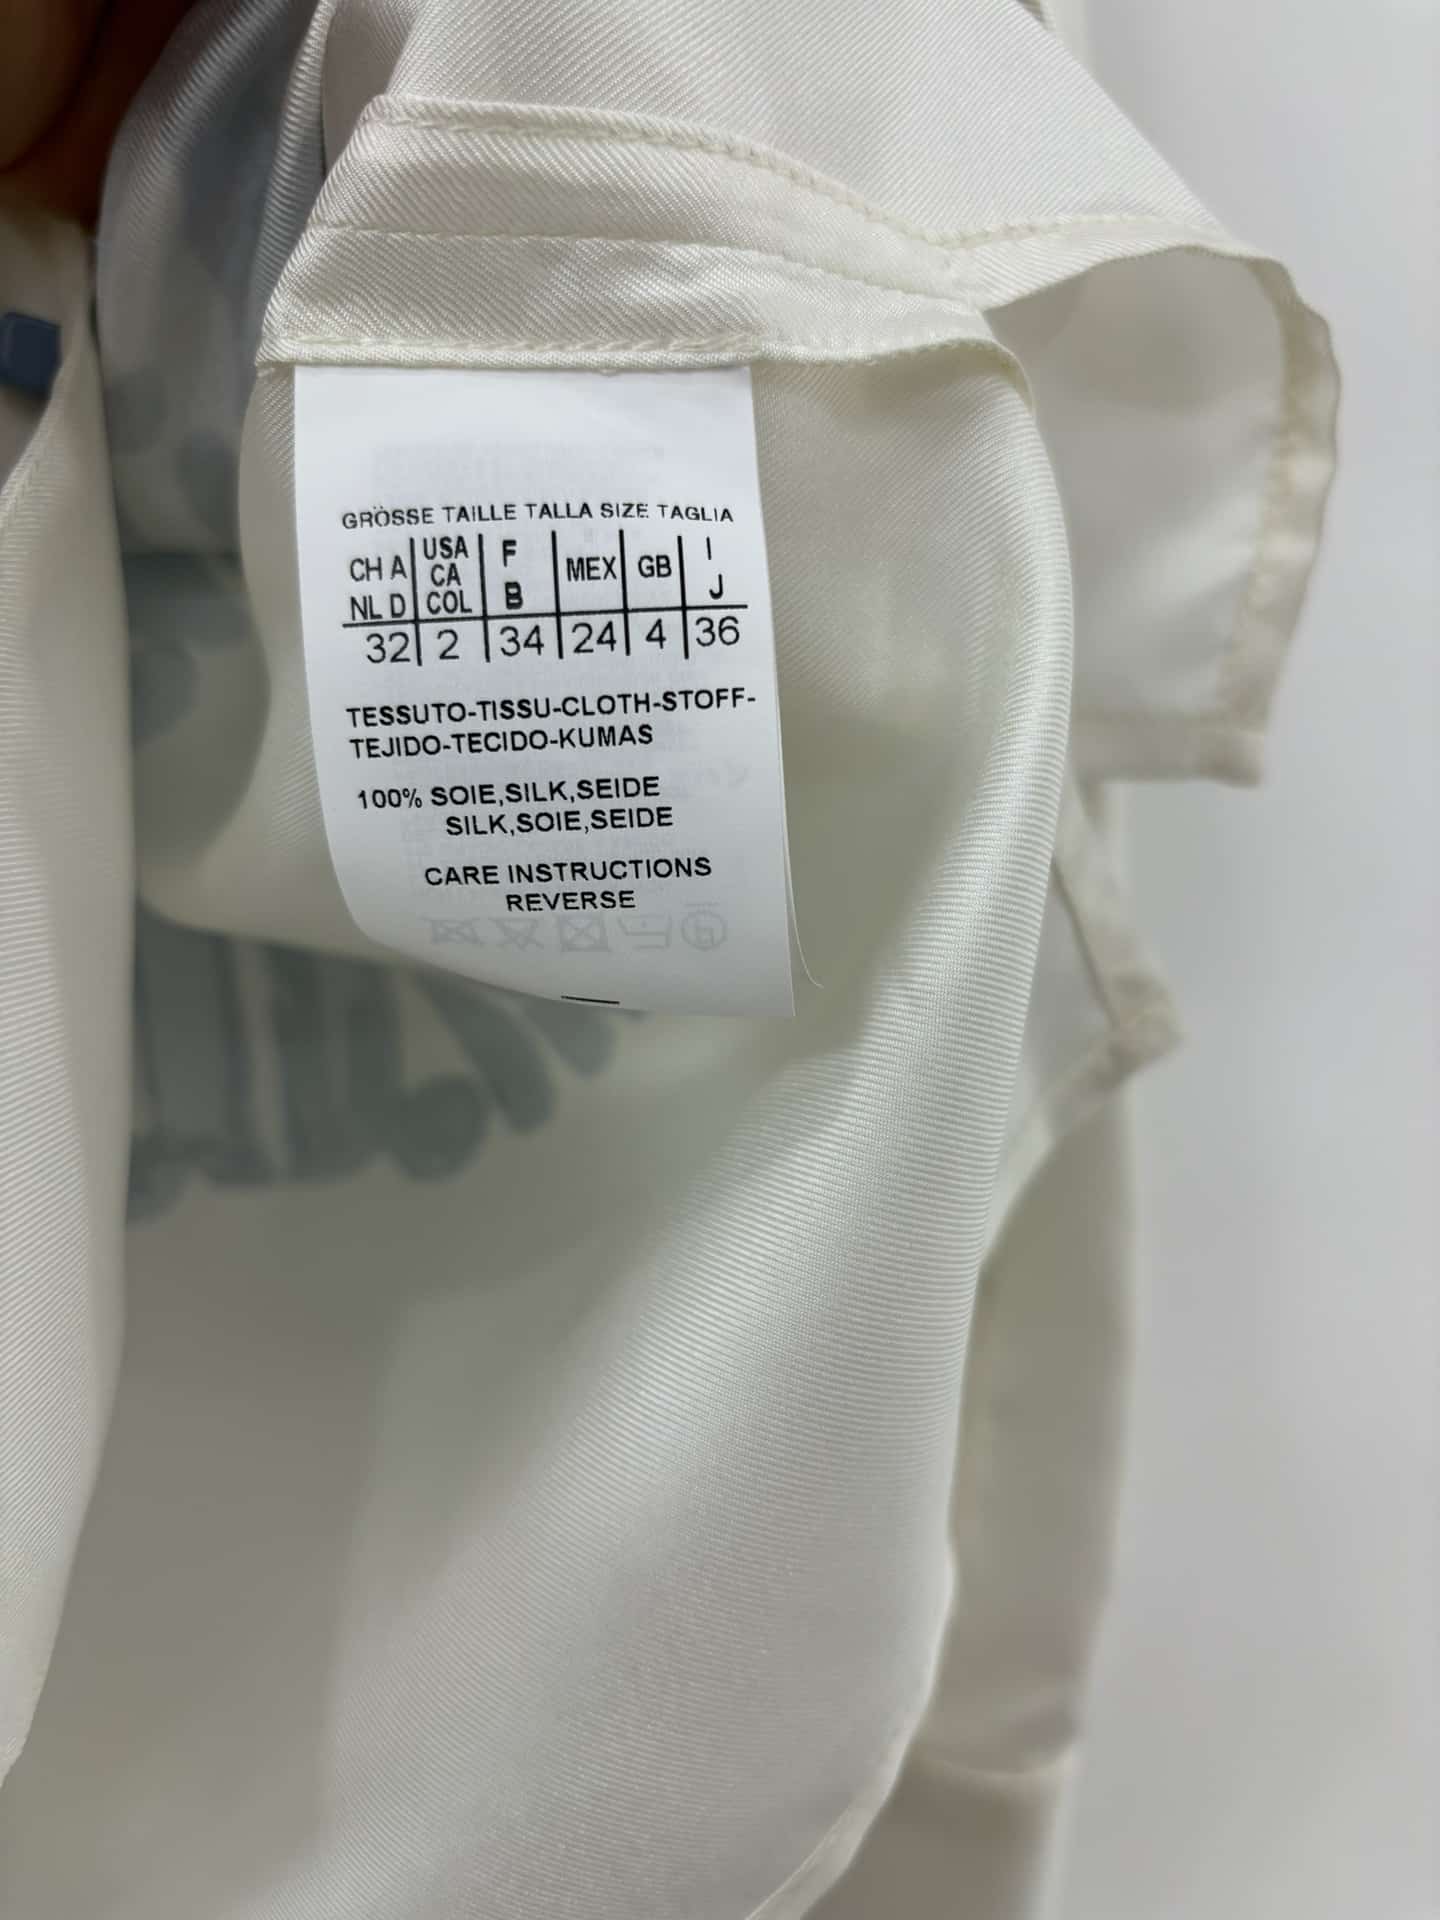 GRÖSSE TAILLE TALLA SIZE TAGLIA
CH A USA F MEX GB I
NL D CA B J
COL
32 2 34 24 4 36
TESSUTO-TISSU-CLOTH-STOFF-
TEJIDO-TECIDO-KUMAS
100% SOIE,SILK,SEIDE
SILK,SOIE,SEIDE
CARE INSTRUCTIONS
REVERSE